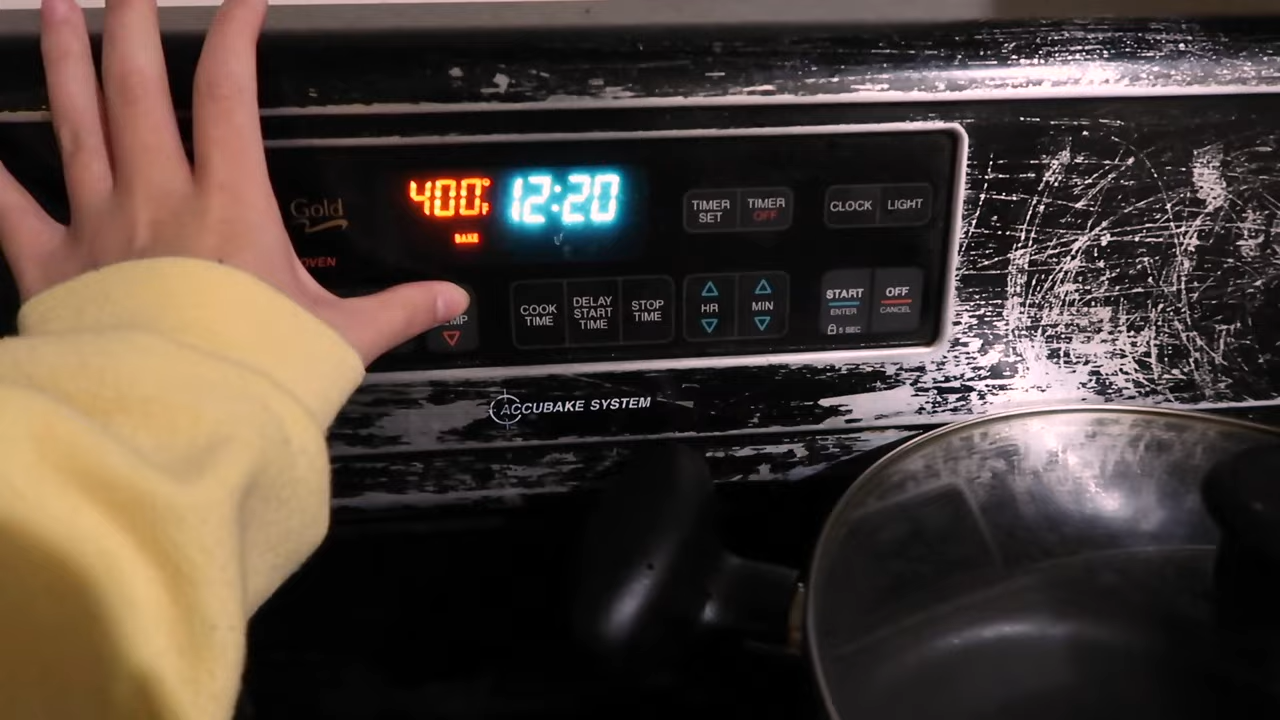 400°F 12:20
BAKE
Gold
OVEN
TIMER SET
TIMER OFF
CLOCK
LIGHT
COOK TIME
DELAY START TIME
STOP TIME
HR
MIN
START
ENTER
5 SEC
OFF
CANCEL
ACCUBAKE SYSTEM